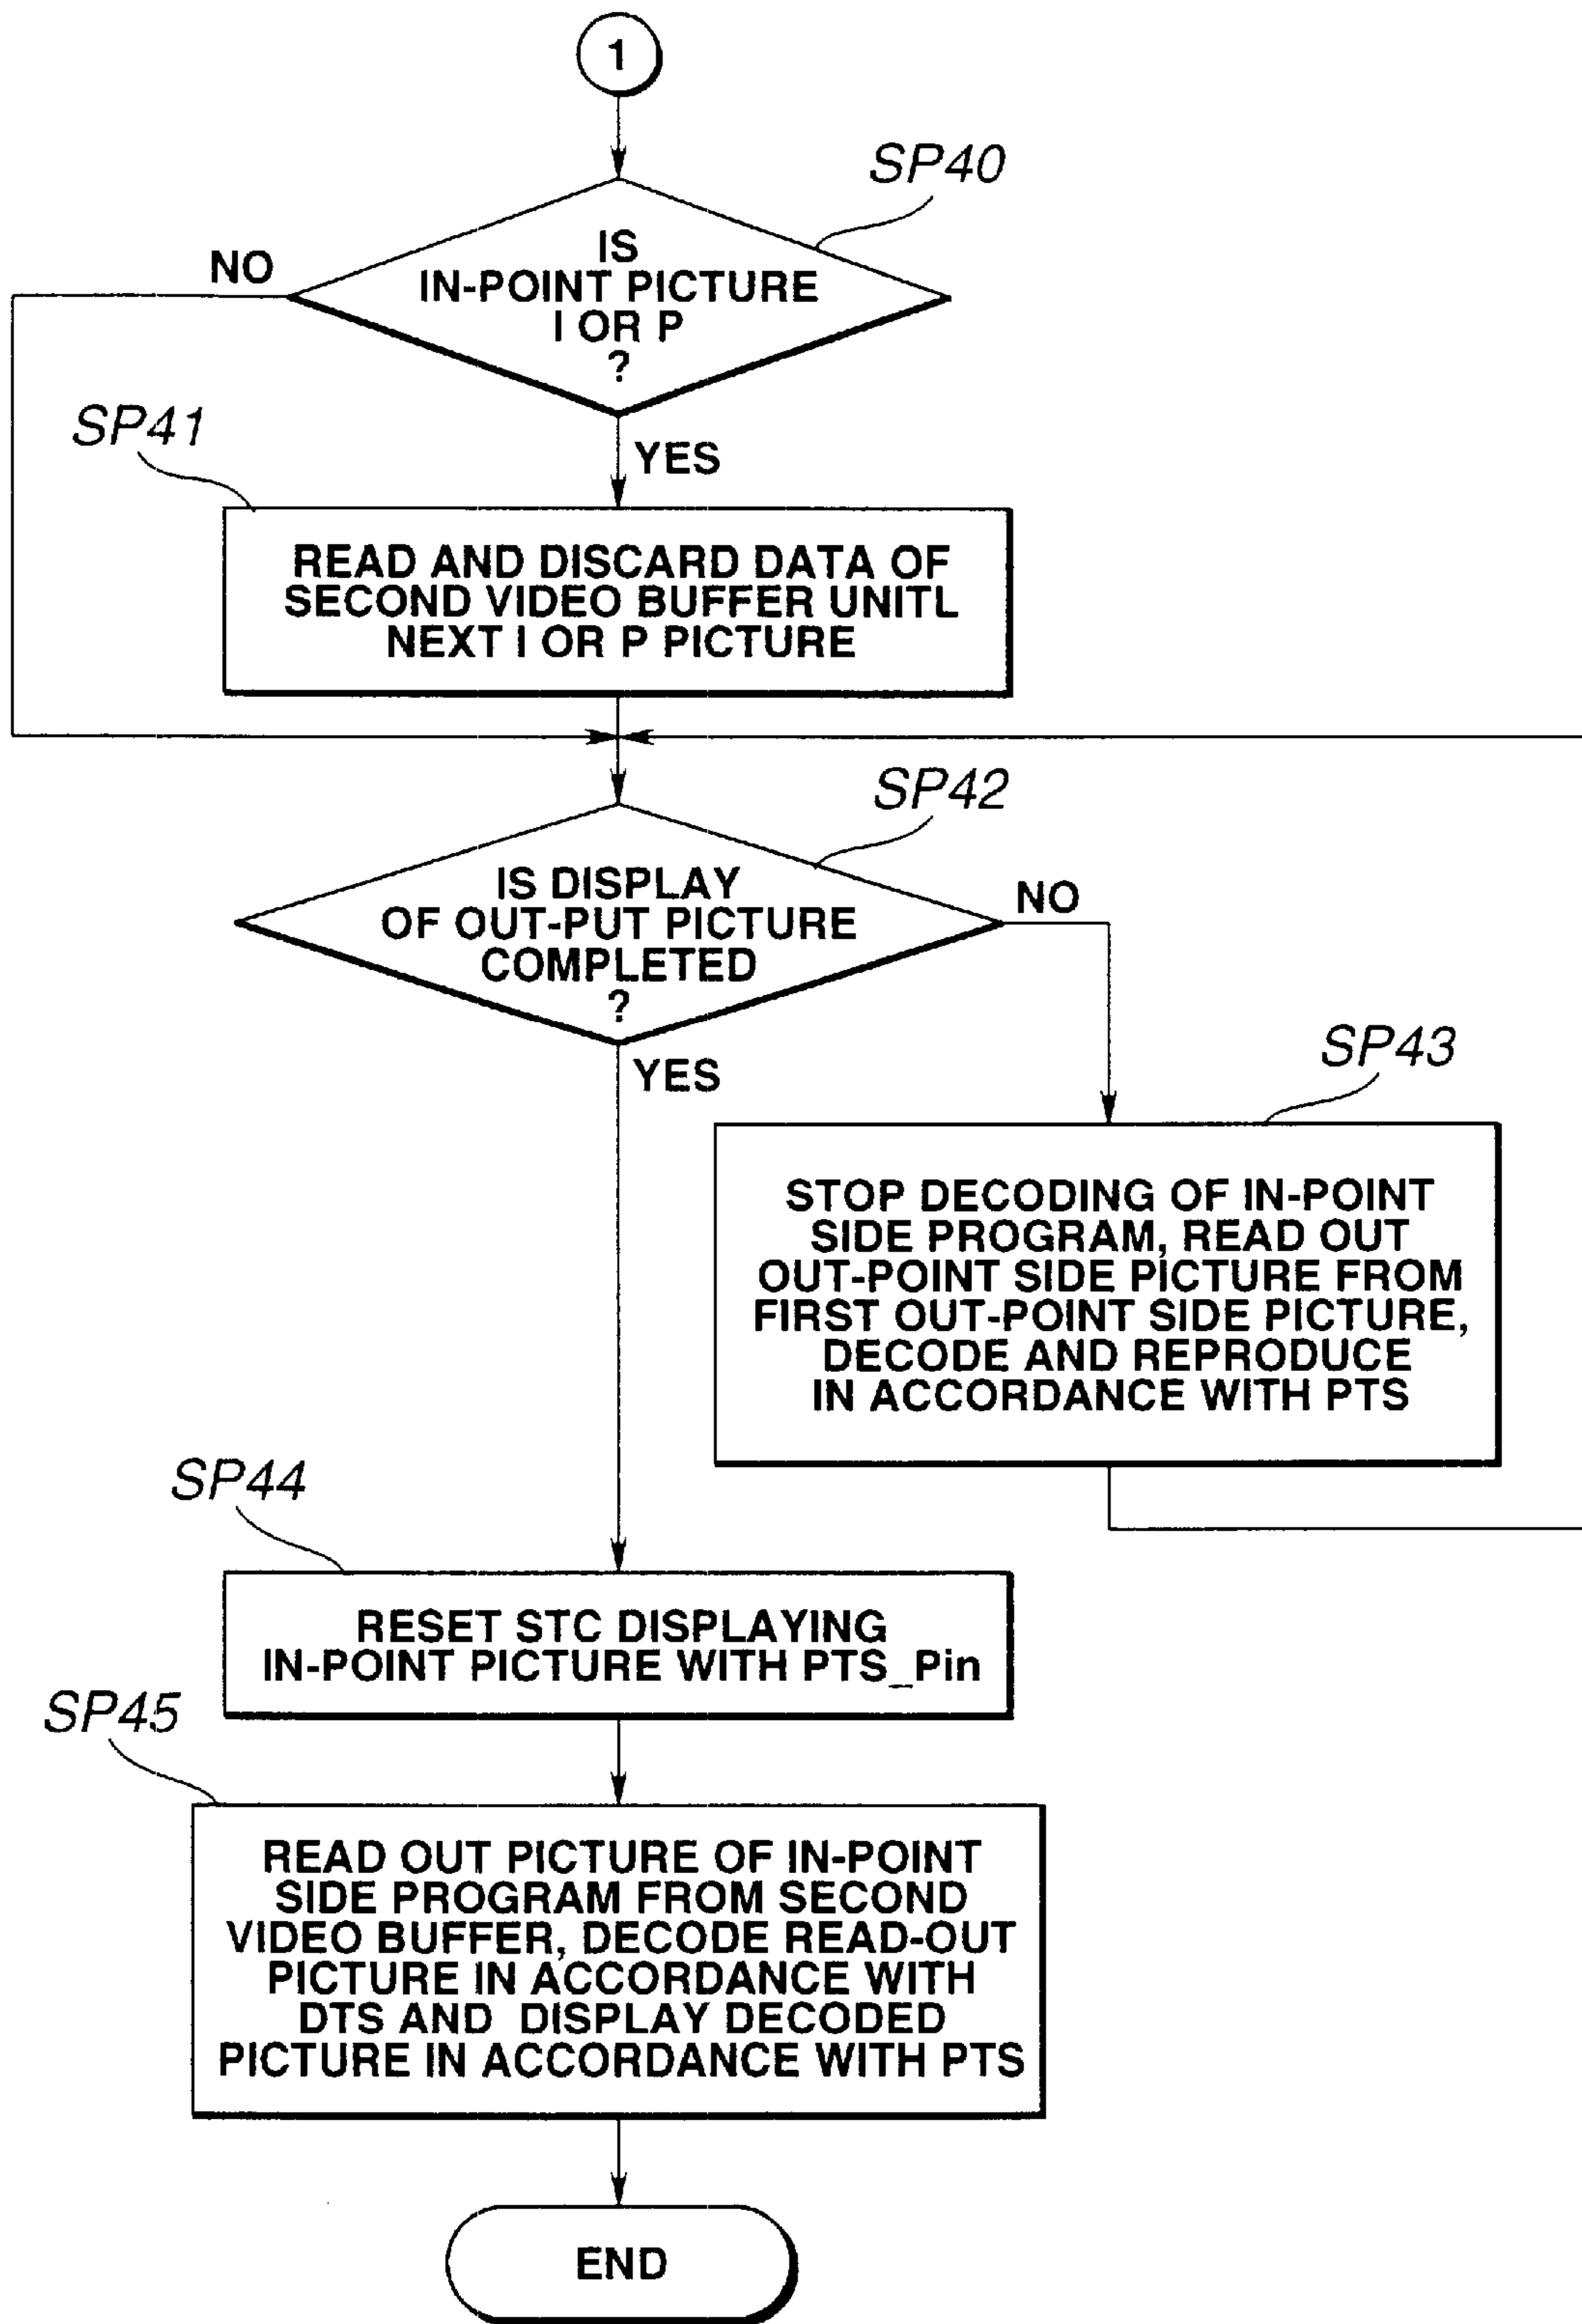 1
SP40
IS
IN-POINT PICTURE
I OR P
?
NO
YES
SP41
READ AND DISCARD DATA OF
SECOND VIDEO BUFFER UNITL
NEXT I OR P PICTURE
SP42
IS DISPLAY
OF OUT-PUT PICTURE
COMPLETED
?
NO
YES
SP43
STOP DECODING OF IN-POINT
SIDE PROGRAM, READ OUT
OUT-POINT SIDE PICTURE FROM
FIRST OUT-POINT SIDE PICTURE,
DECODE AND REPRODUCE
IN ACCORDANCE WITH PTS
SP44
RESET STC DISPLAYING
IN-POINT PICTURE WITH PTS_Pin
SP45
READ OUT PICTURE OF IN-POINT
SIDE PROGRAM FROM SECOND
VIDEO BUFFER, DECODE READ-OUT
PICTURE IN ACCORDANCE WITH
DTS AND DISPLAY DECODED
PICTURE IN ACCORDANCE WITH PTS
END